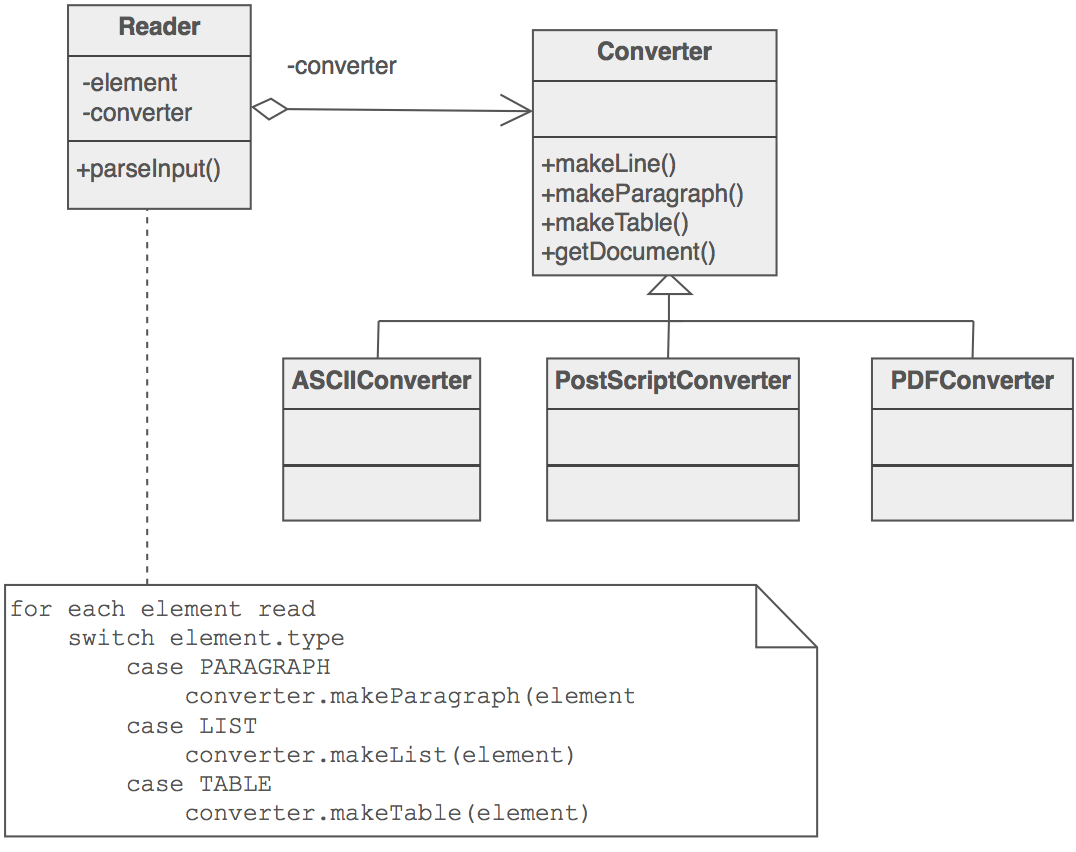 Reader
-element
-converter
+parseInput()
-converter
Converter
+makeLine()
+makeParagraph()
+makeTable()
+getDocument()
ASCIIConverter
PostScriptConverter
PDFConverter
for each element read
    switch element.type
        case PARAGRAPH
            converter.makeParagraph(element
        case LIST
            converter.makeList(element)
        case TABLE
            converter.makeTable(element)